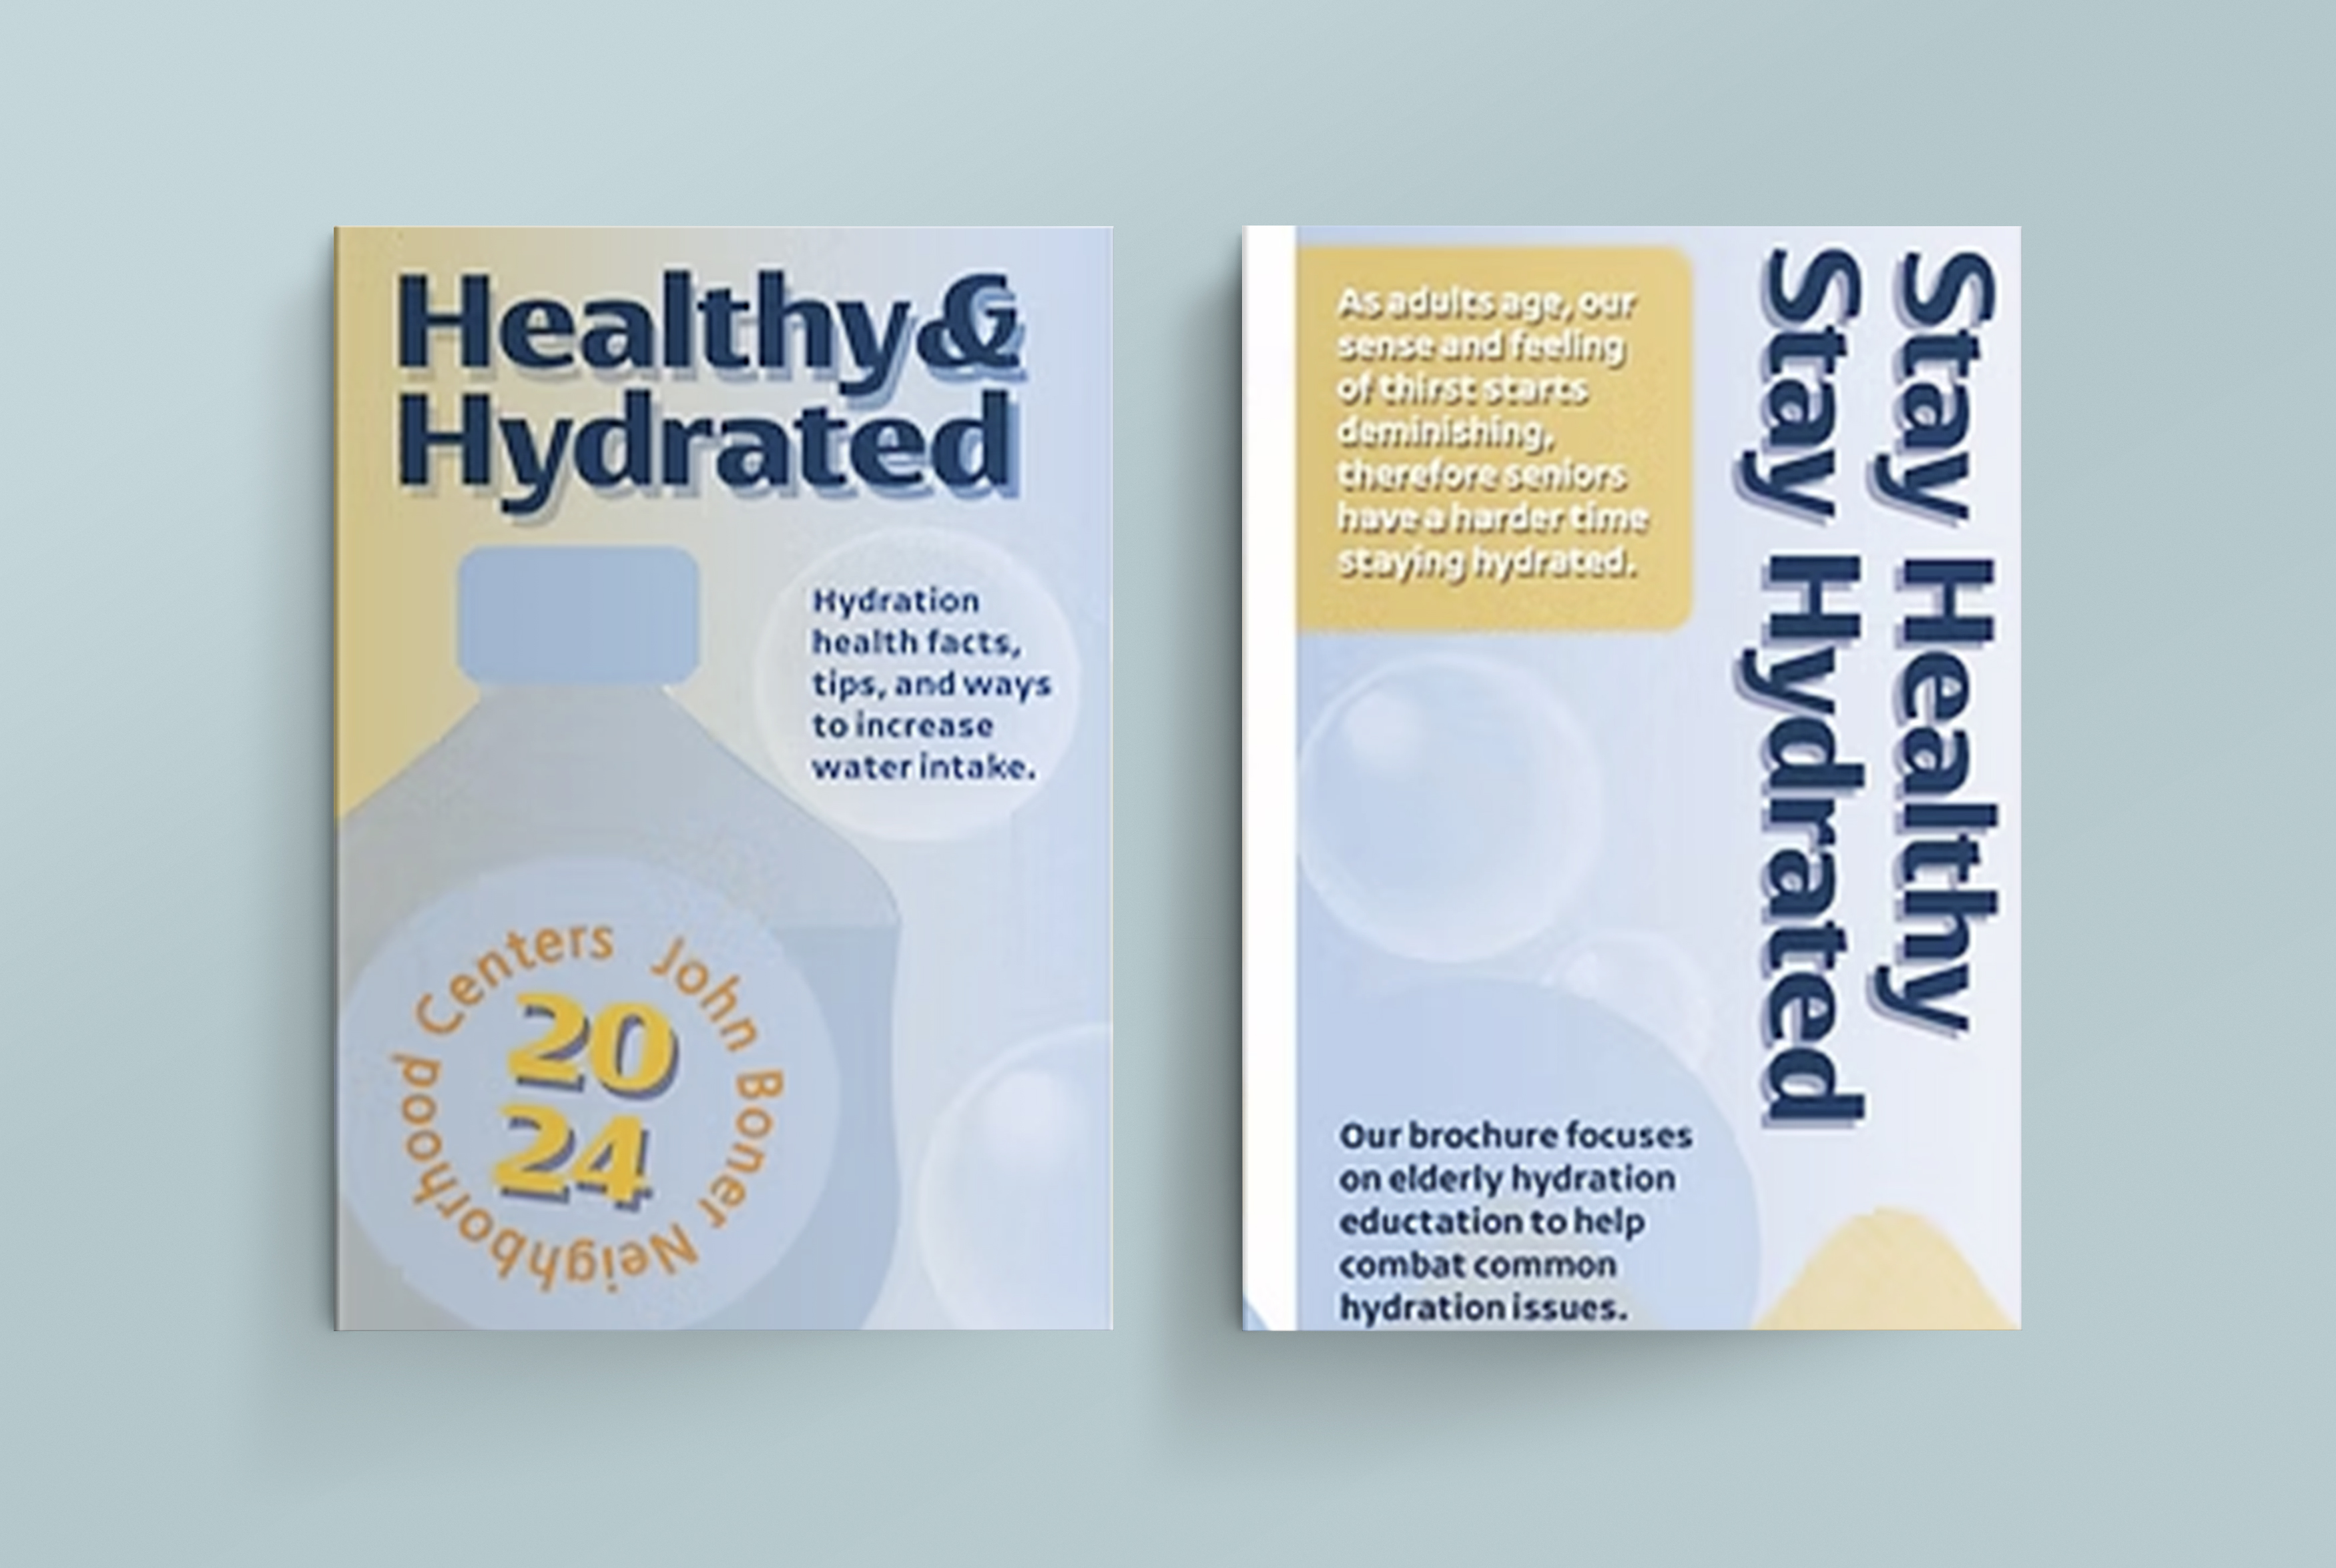 Healthy &
Hydrated
Hydration
health facts,
tips, and ways
to increase
water intake.
John Boner Neighborhood Centers
20
24
As adults age, our
sense and feeling
of thirst starts
deminishing,
therefore seniors
have a harder time
staying hydrated.
Stay Healthy
Stay Hydrated
Our brochure focuses
on elderly hydration
eductation to help
combat common
hydration issues.